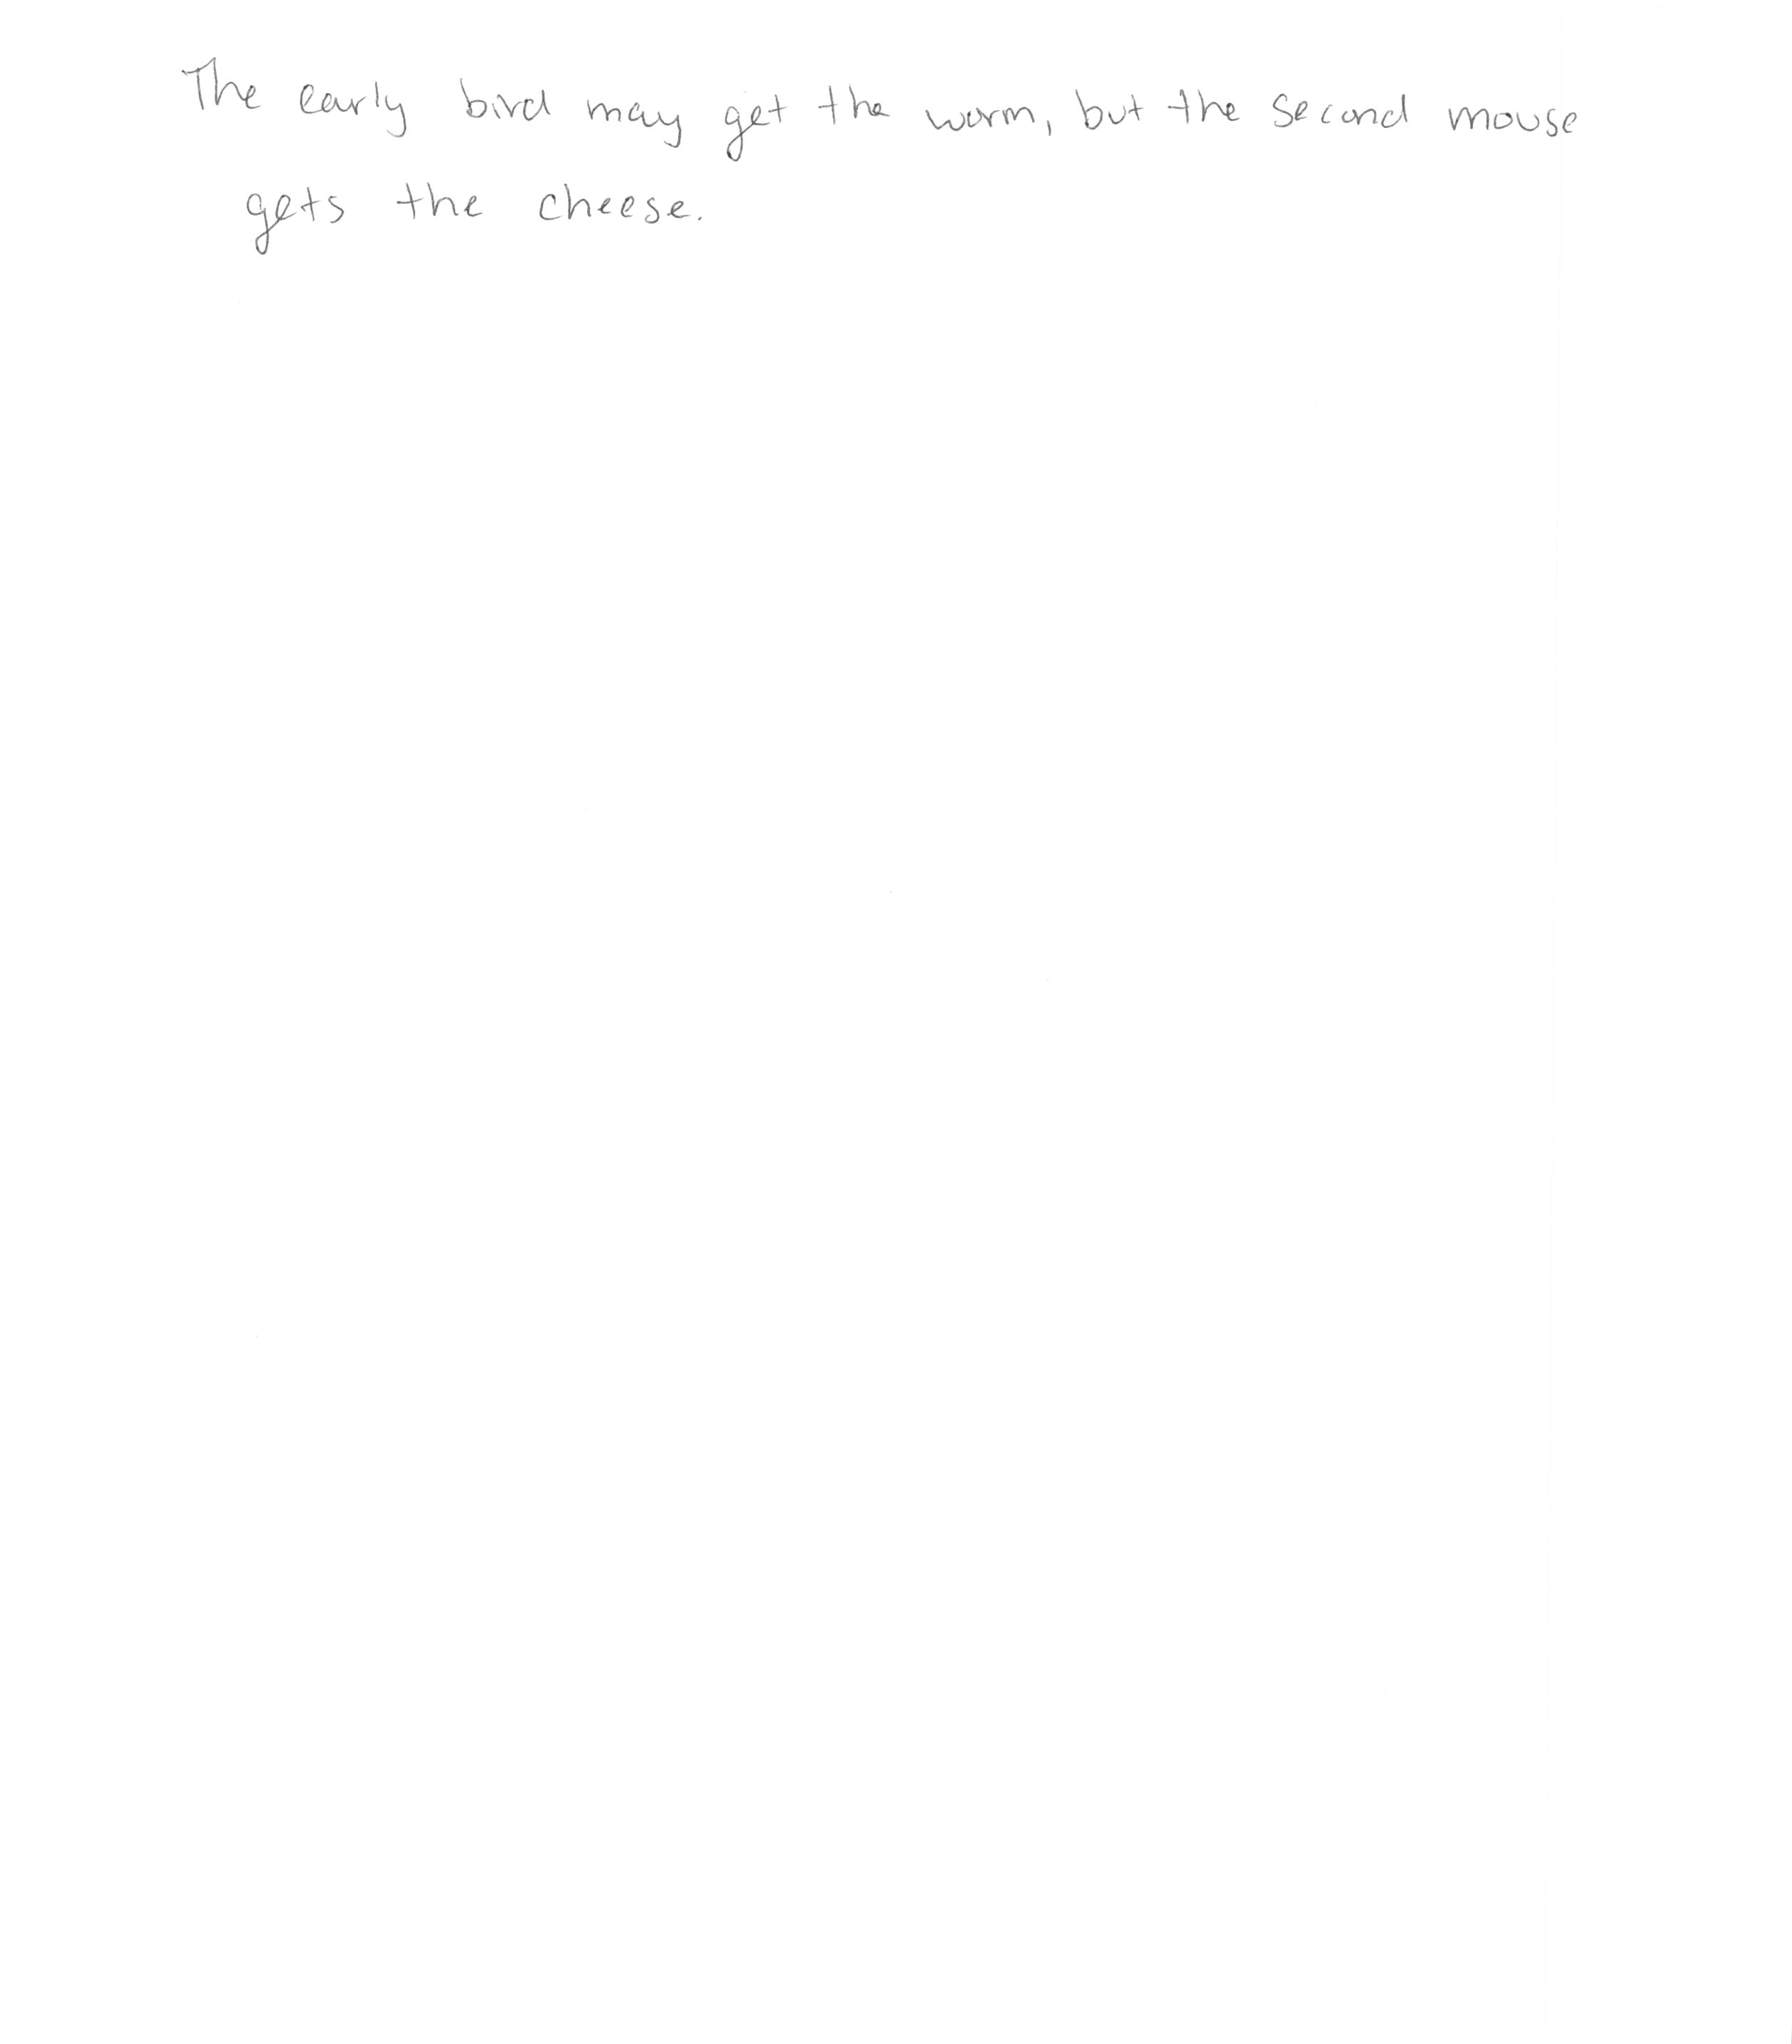 The early bird may get the worm, but the second mouse
gets the cheese.